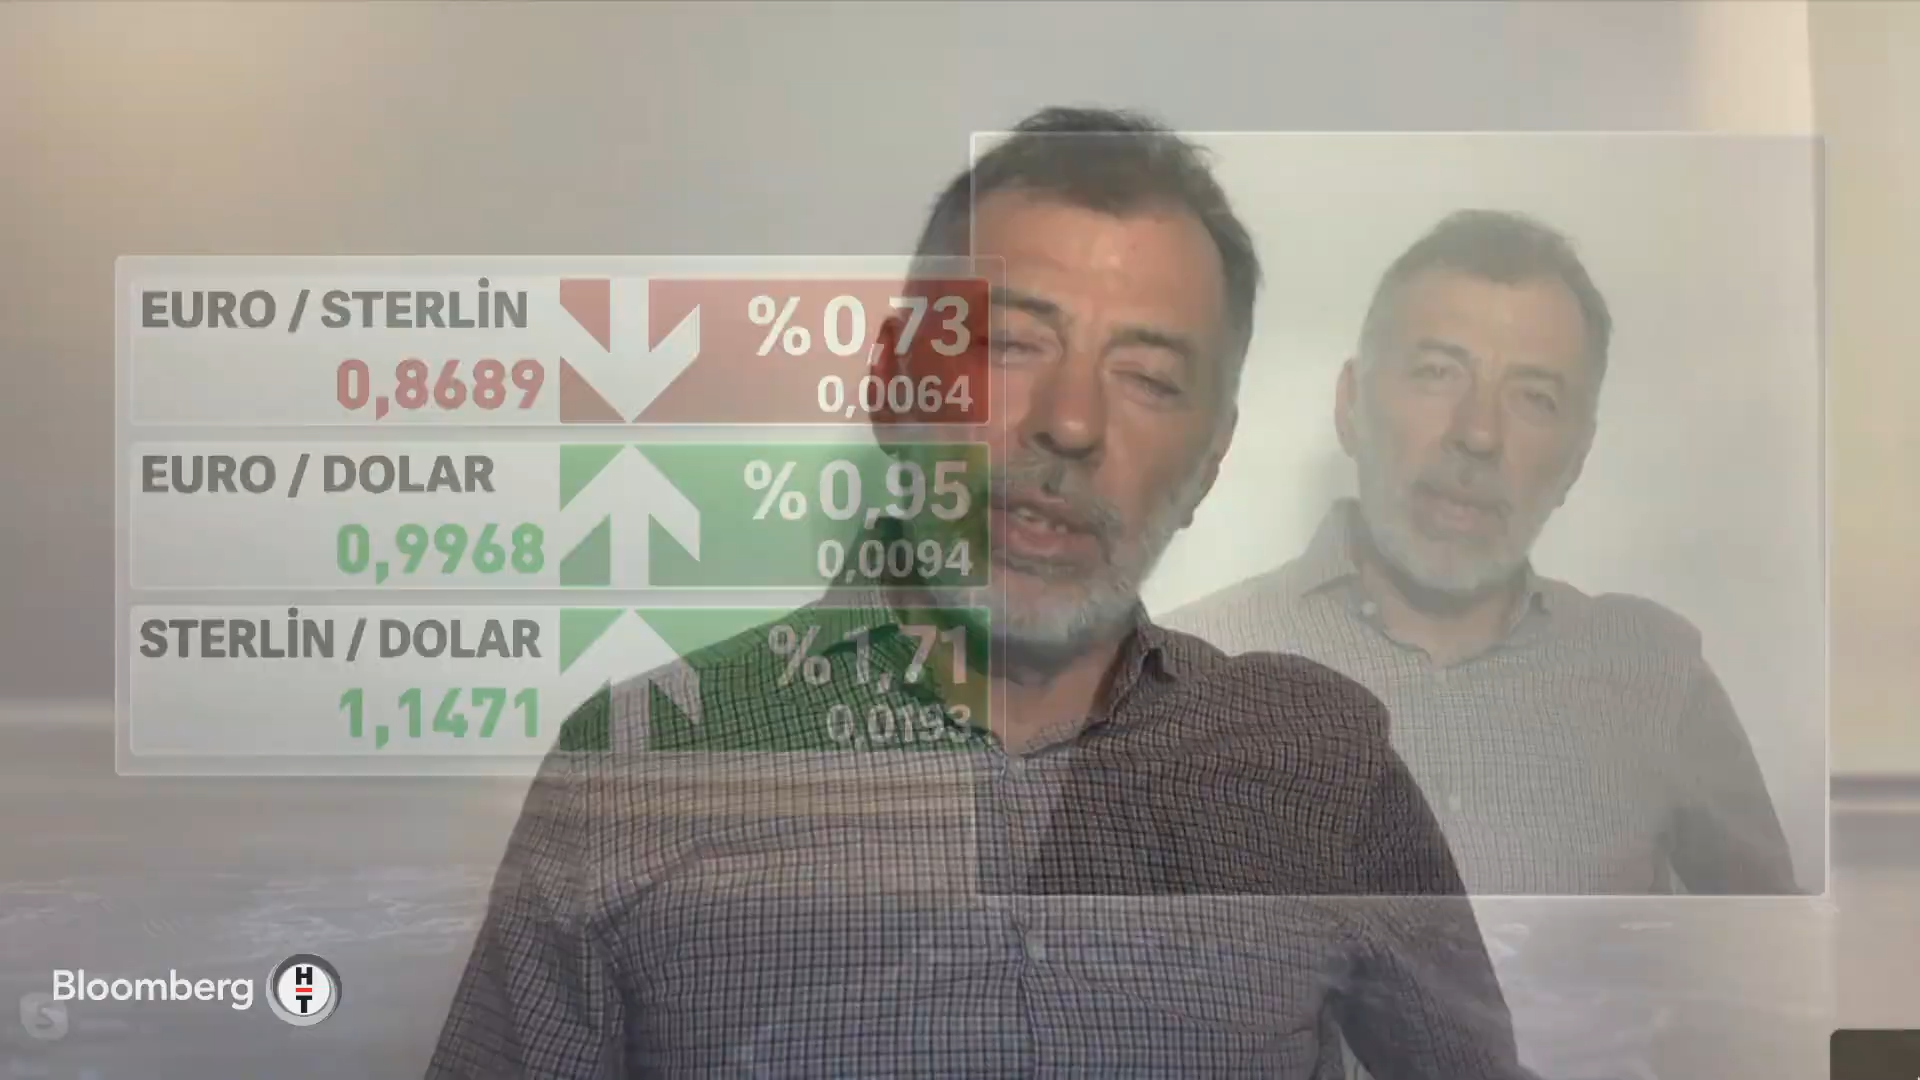 EURO / STERLİN
%0,73
0,8689
0,0064
EURO / DOLAR
%0,95
0,9968
0,0094
STERLİN / DOLAR
%1,71
1,1471
0,0193
Bloomberg HT
S